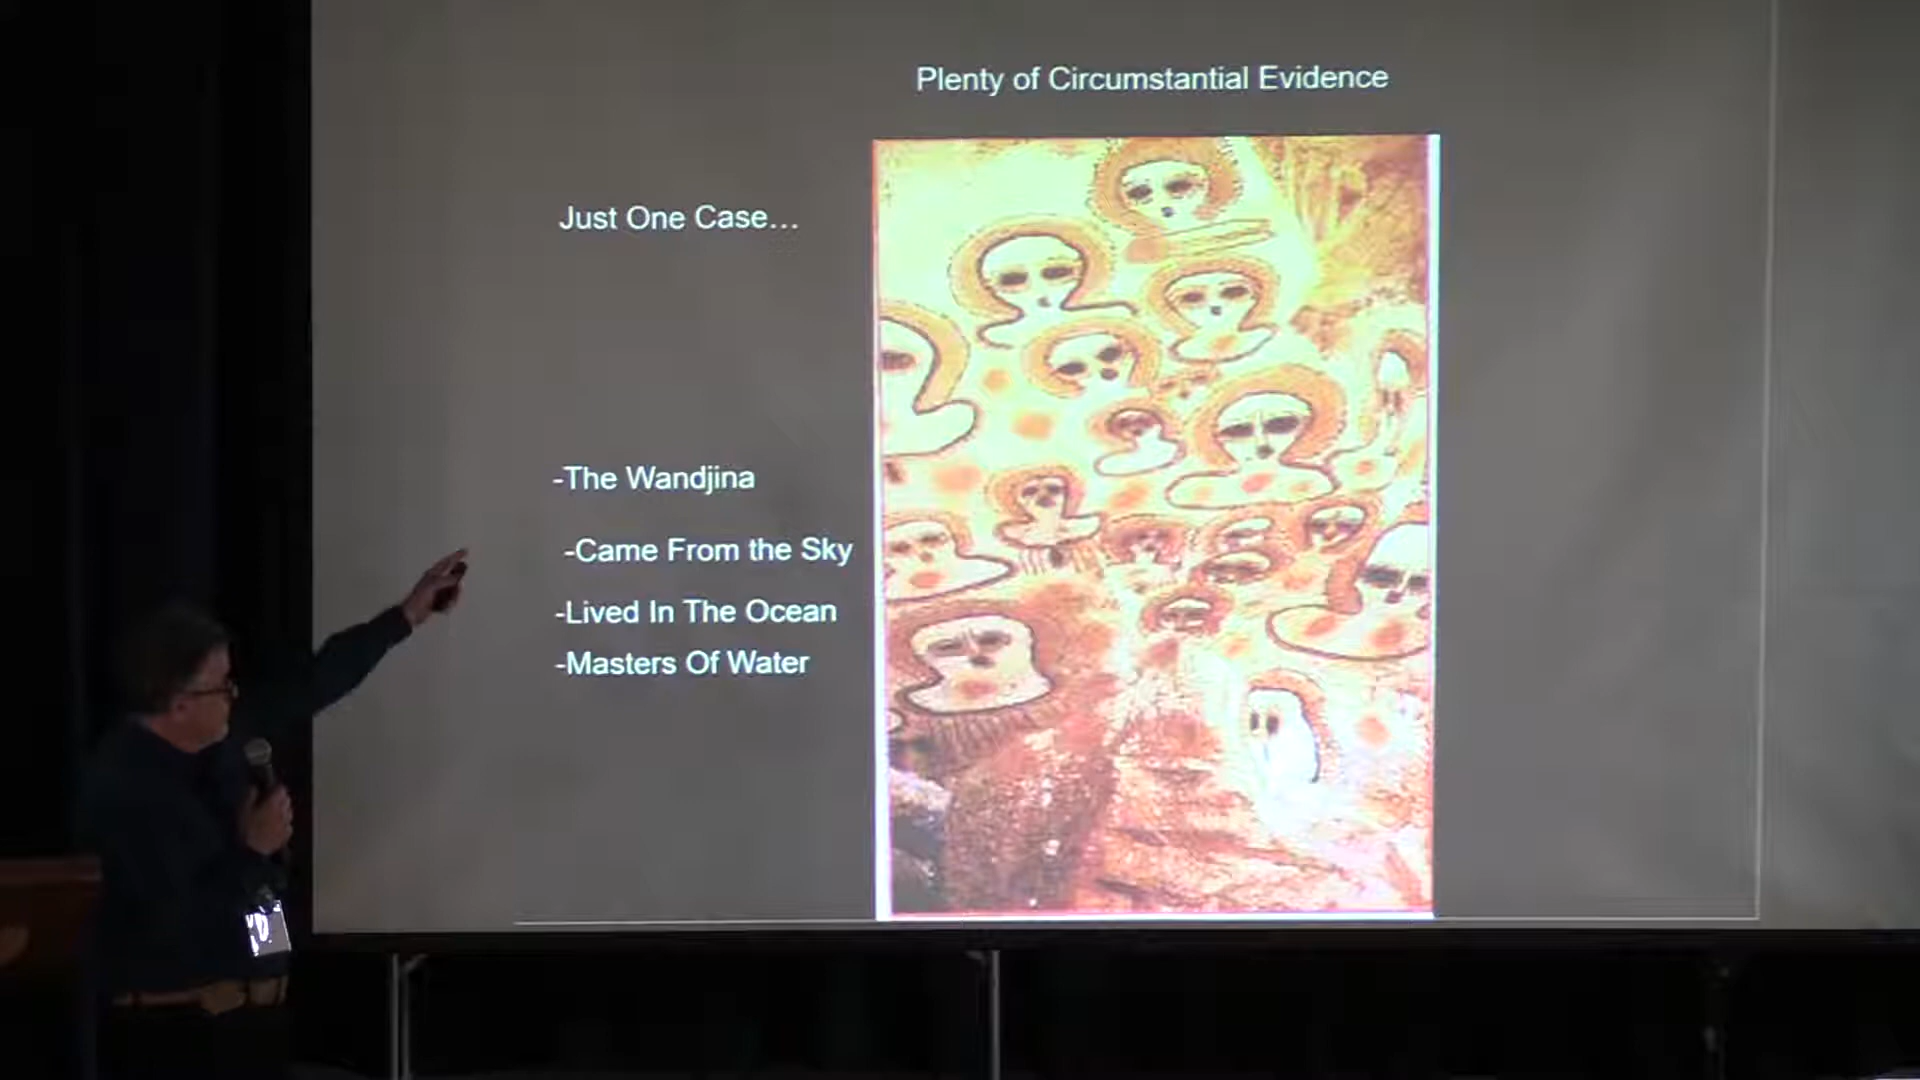 Plenty of Circumstantial Evidence
Just One Case...
-The Wandjina
-Came From the Sky
-Lived In The Ocean
-Masters Of Water